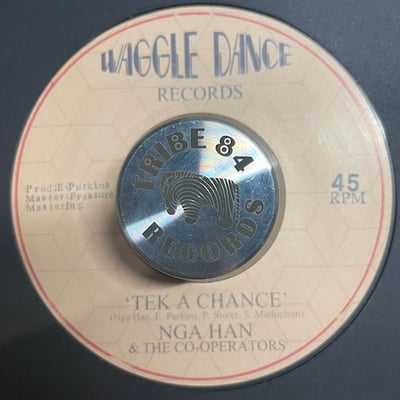 WAGGLE DANCE
RECORDS
TRIBE 84
RECORDS
Prod:E.Purkins
Master:Pressure
Mastering
45
RPM
'TEK A CHANCE'
(Nga Han, E. Purkins, P. Storer, S. Michielsen)
NGA HAN
& THE CO-OPERATORS